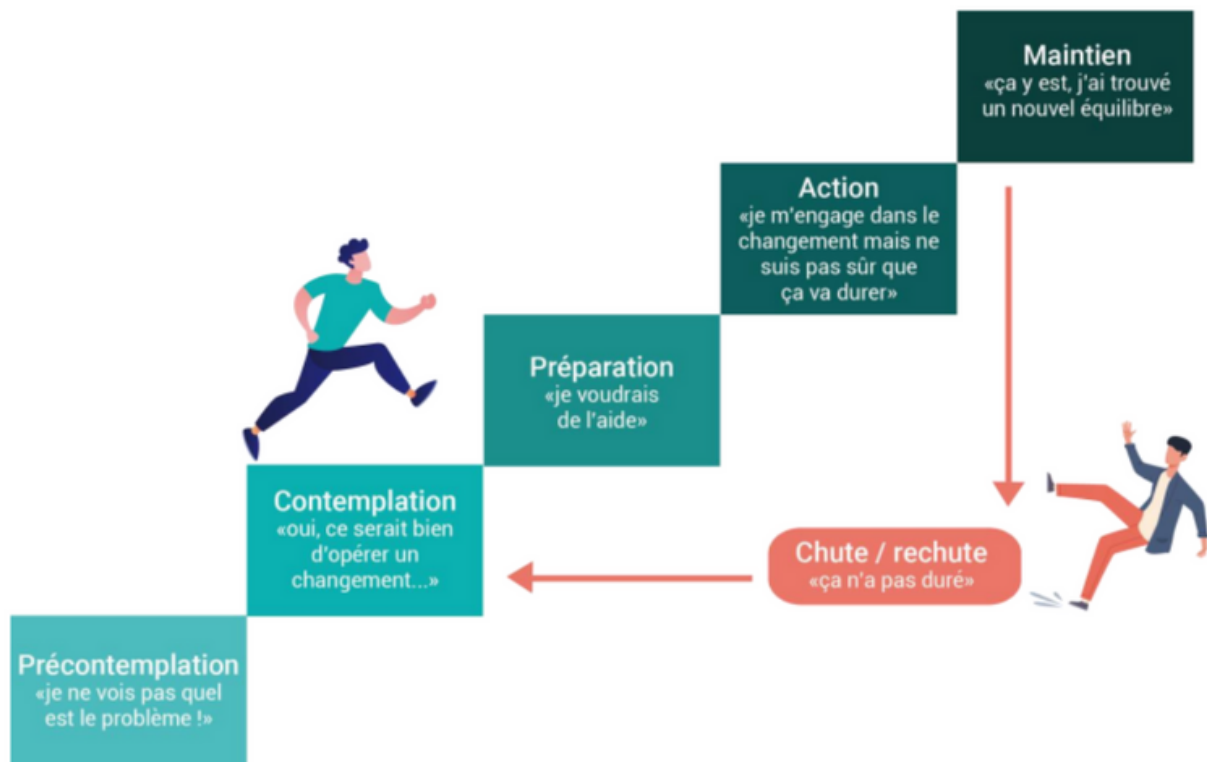 Maintien
«ça y est, j'ai trouvé
un nouvel équilibre»
Action
«je m'engage dans le
changement mais ne
suis pas sûr que
ça va durer»
Préparation
«je voudrais
de l'aide»
Contemplation
«oui, ce serait bien
d'opérer un
changement...»
Chute / rechute
«ça n'a pas duré»
Précontemplation
«je ne vois pas quel
est le problème !»